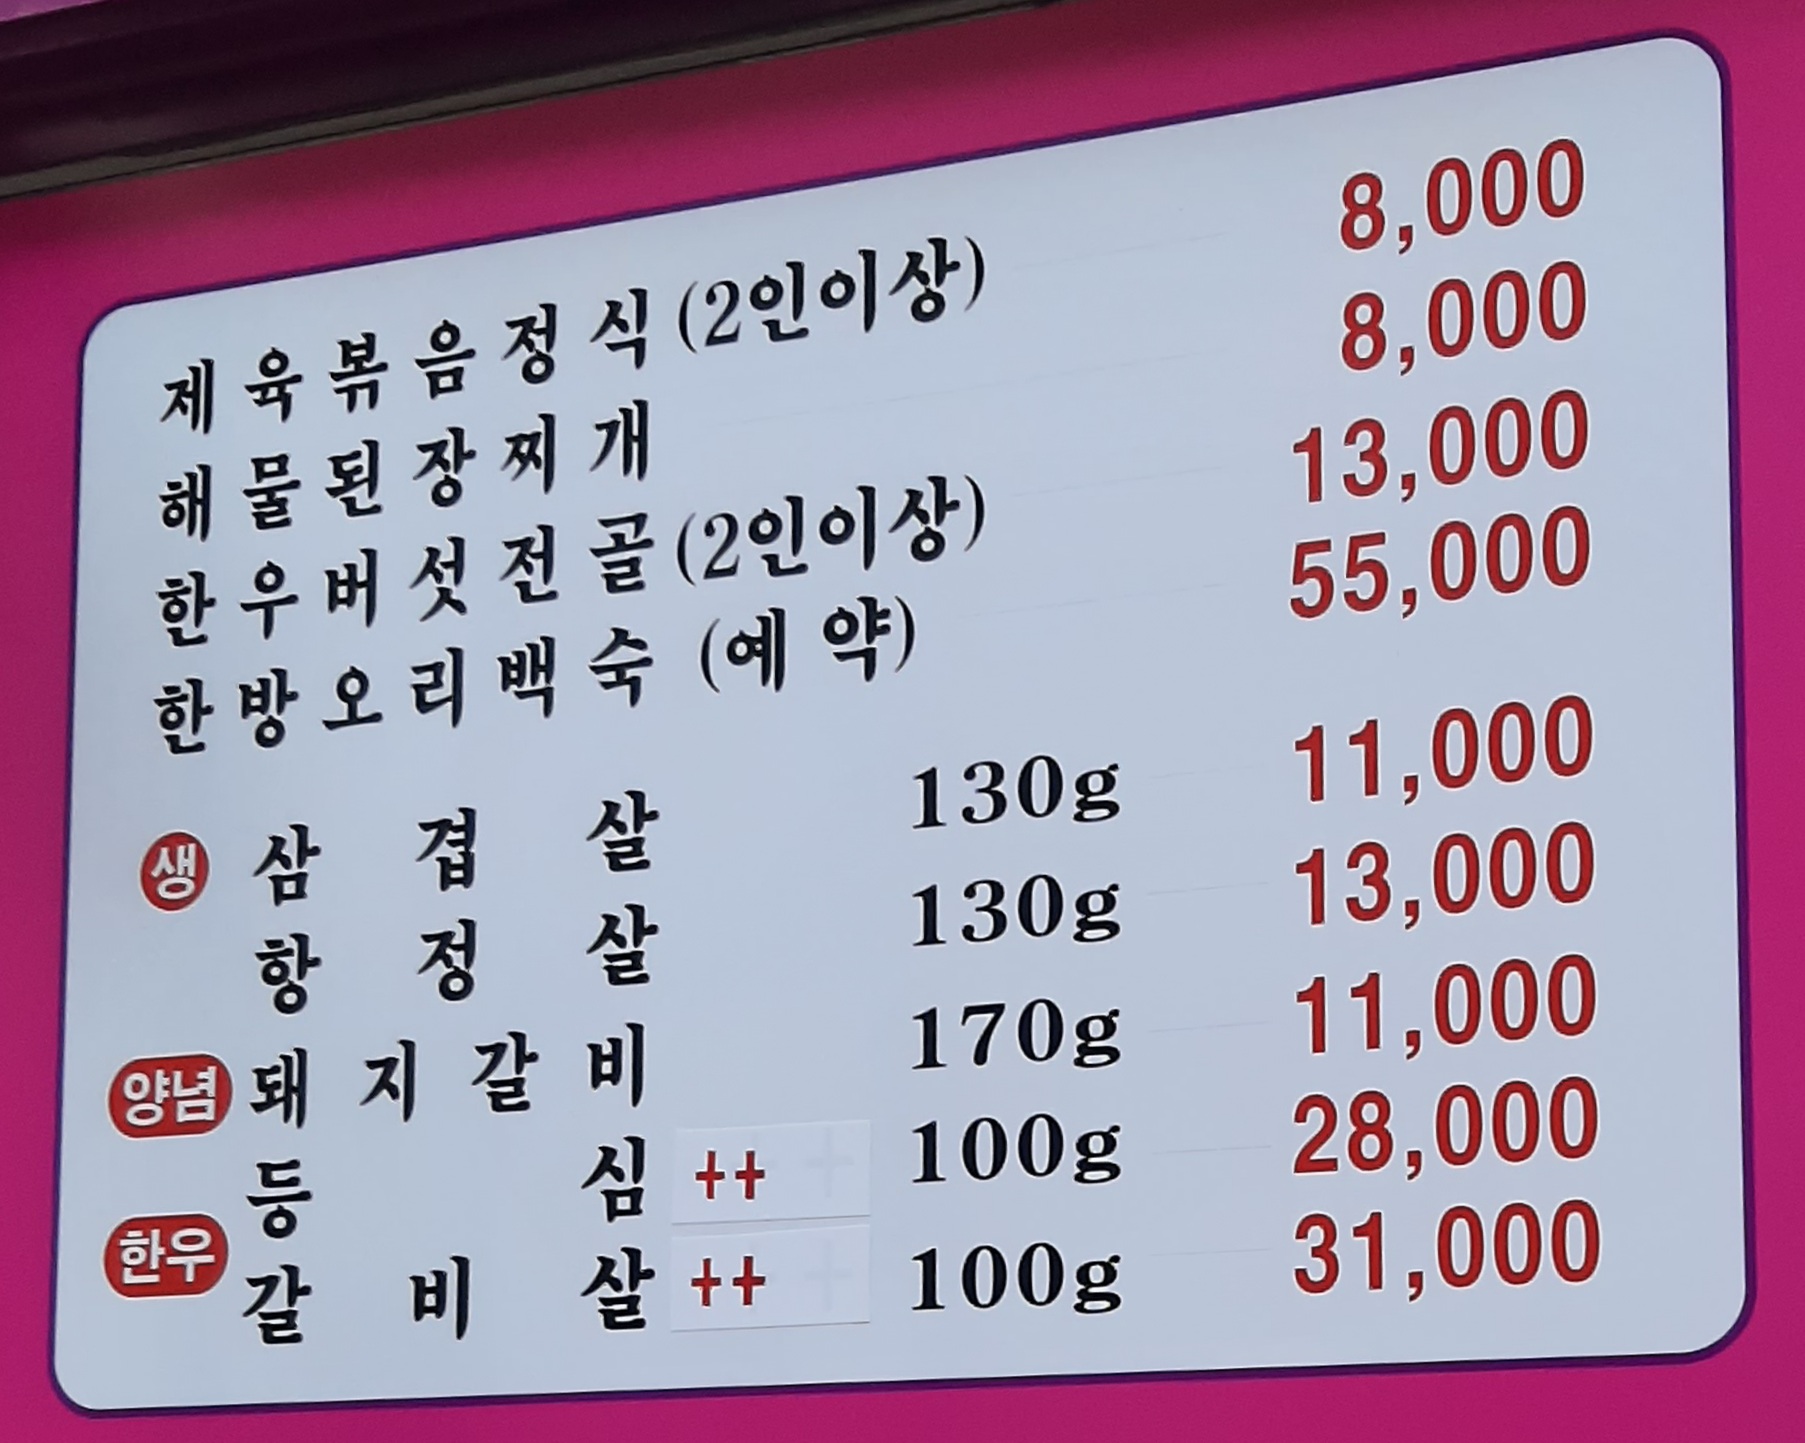 제육볶음정식(2인이상) 8,000
해물된장찌개 8,000
한우버섯전골(2인이상) 13,000
한방오리백숙 (예약) 55,000
생 삼겹살 130g 11,000
항정살 130g 13,000
양념 돼지갈비 170g 11,000
한우 등심 ++ 100g 28,000
갈비살 ++ 100g 31,000